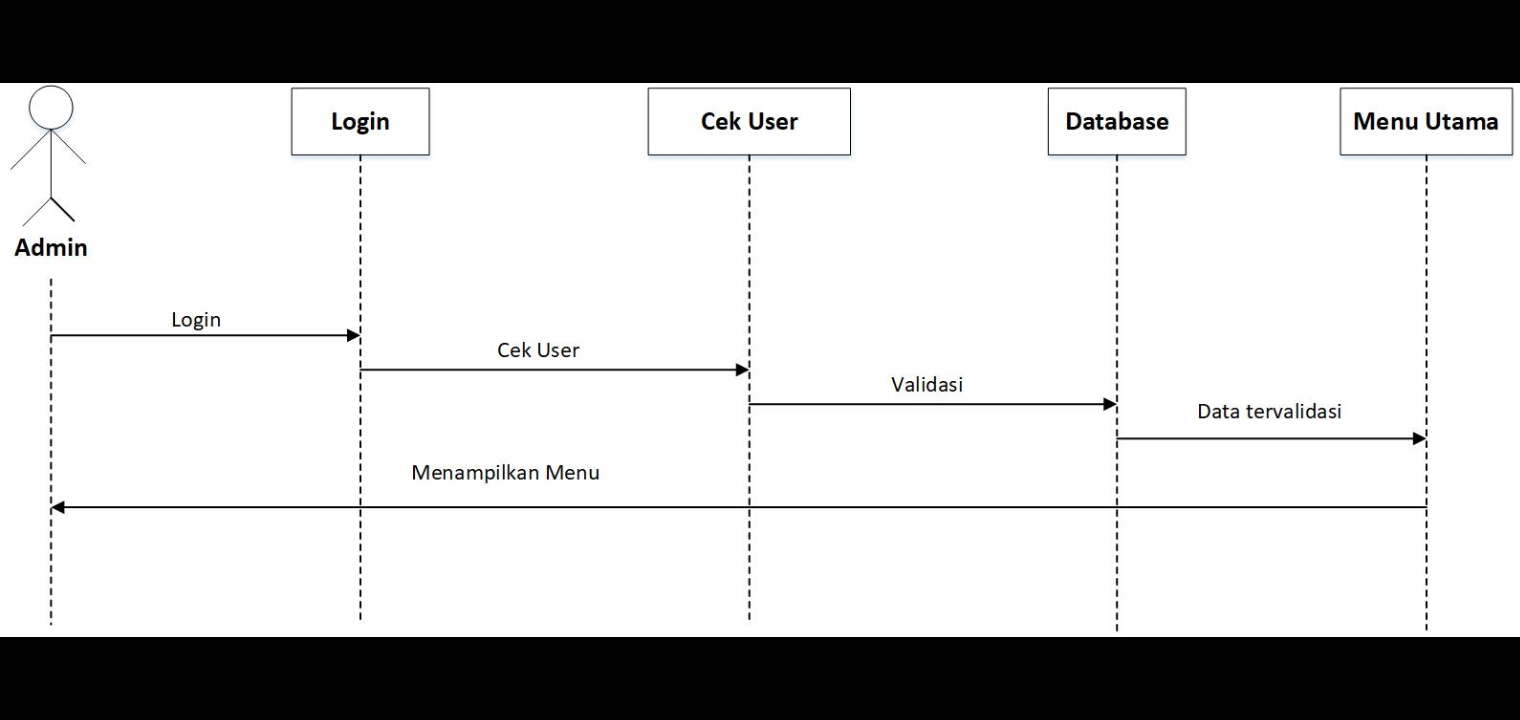 Login
Cek User
Database
Menu Utama
Admin
Login
Cek User
Validasi
Data tervalidasi
Menampilkan Menu